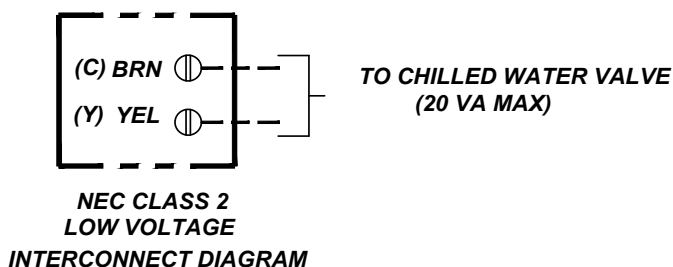 (C) BRN
TO CHILLED WATER VALVE
(20 VA MAX)
(Y) YEL
NEC CLASS 2
LOW VOLTAGE
INTERCONNECT DIAGRAM